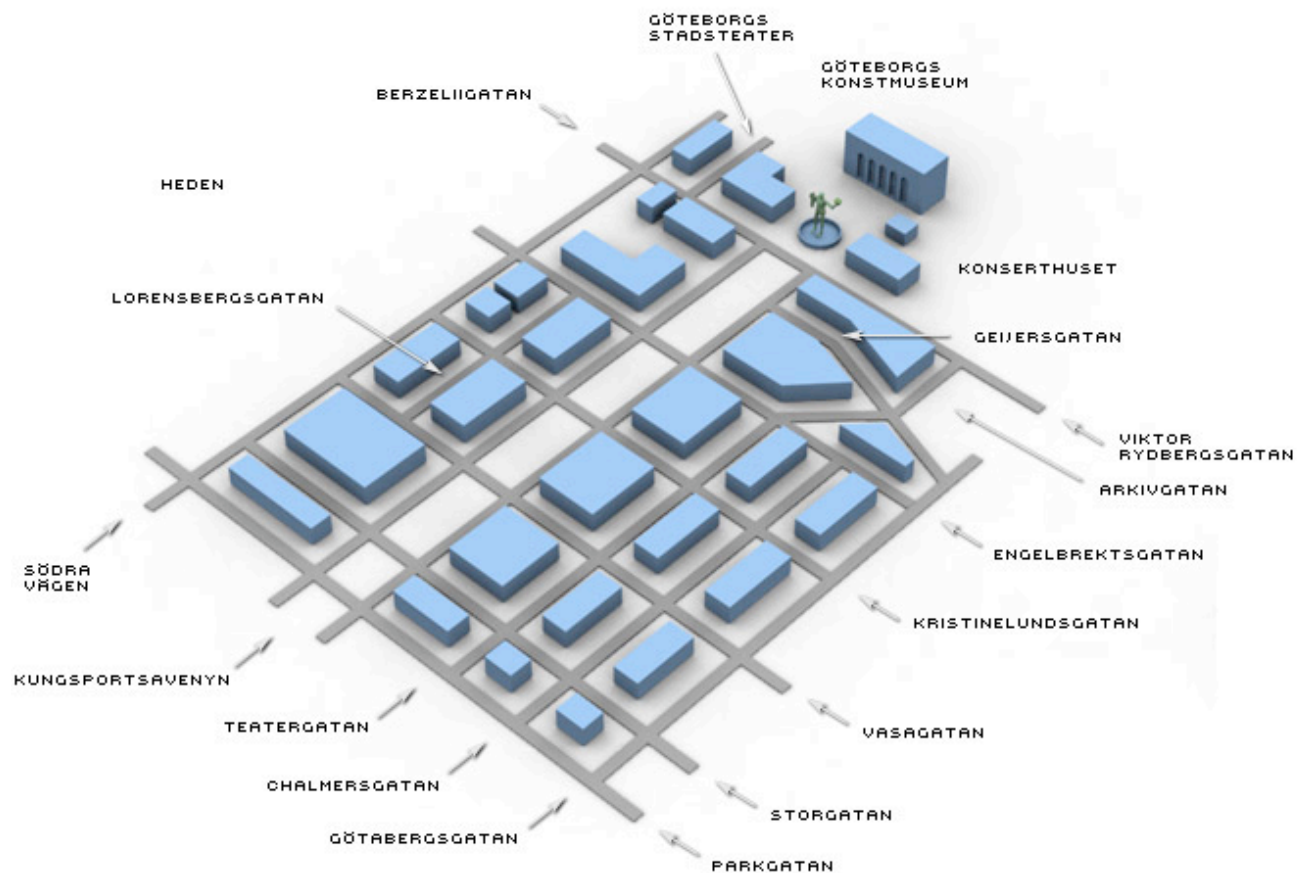 GÖTEBORGS
STADSTEATER
GÖTEBORGS
KONSTMUSEUM
BERZELIIGATAN
HEDEN
KONSERTHUSET
LORENSBERGSGATAN
GEIJERSGATAN
VIKTOR
RYDBERGSGATAN
ARKIVGATAN
ENGELBREKTSGATAN
SÖDRA
VÄGEN
KRISTINELUNDSGATAN
KUNGSPORTSAVENYN
TEATERGATAN
VASAGATAN
CHALMERSGATAN
STORGATAN
GÖTABERGSGATAN
PARKGATAN